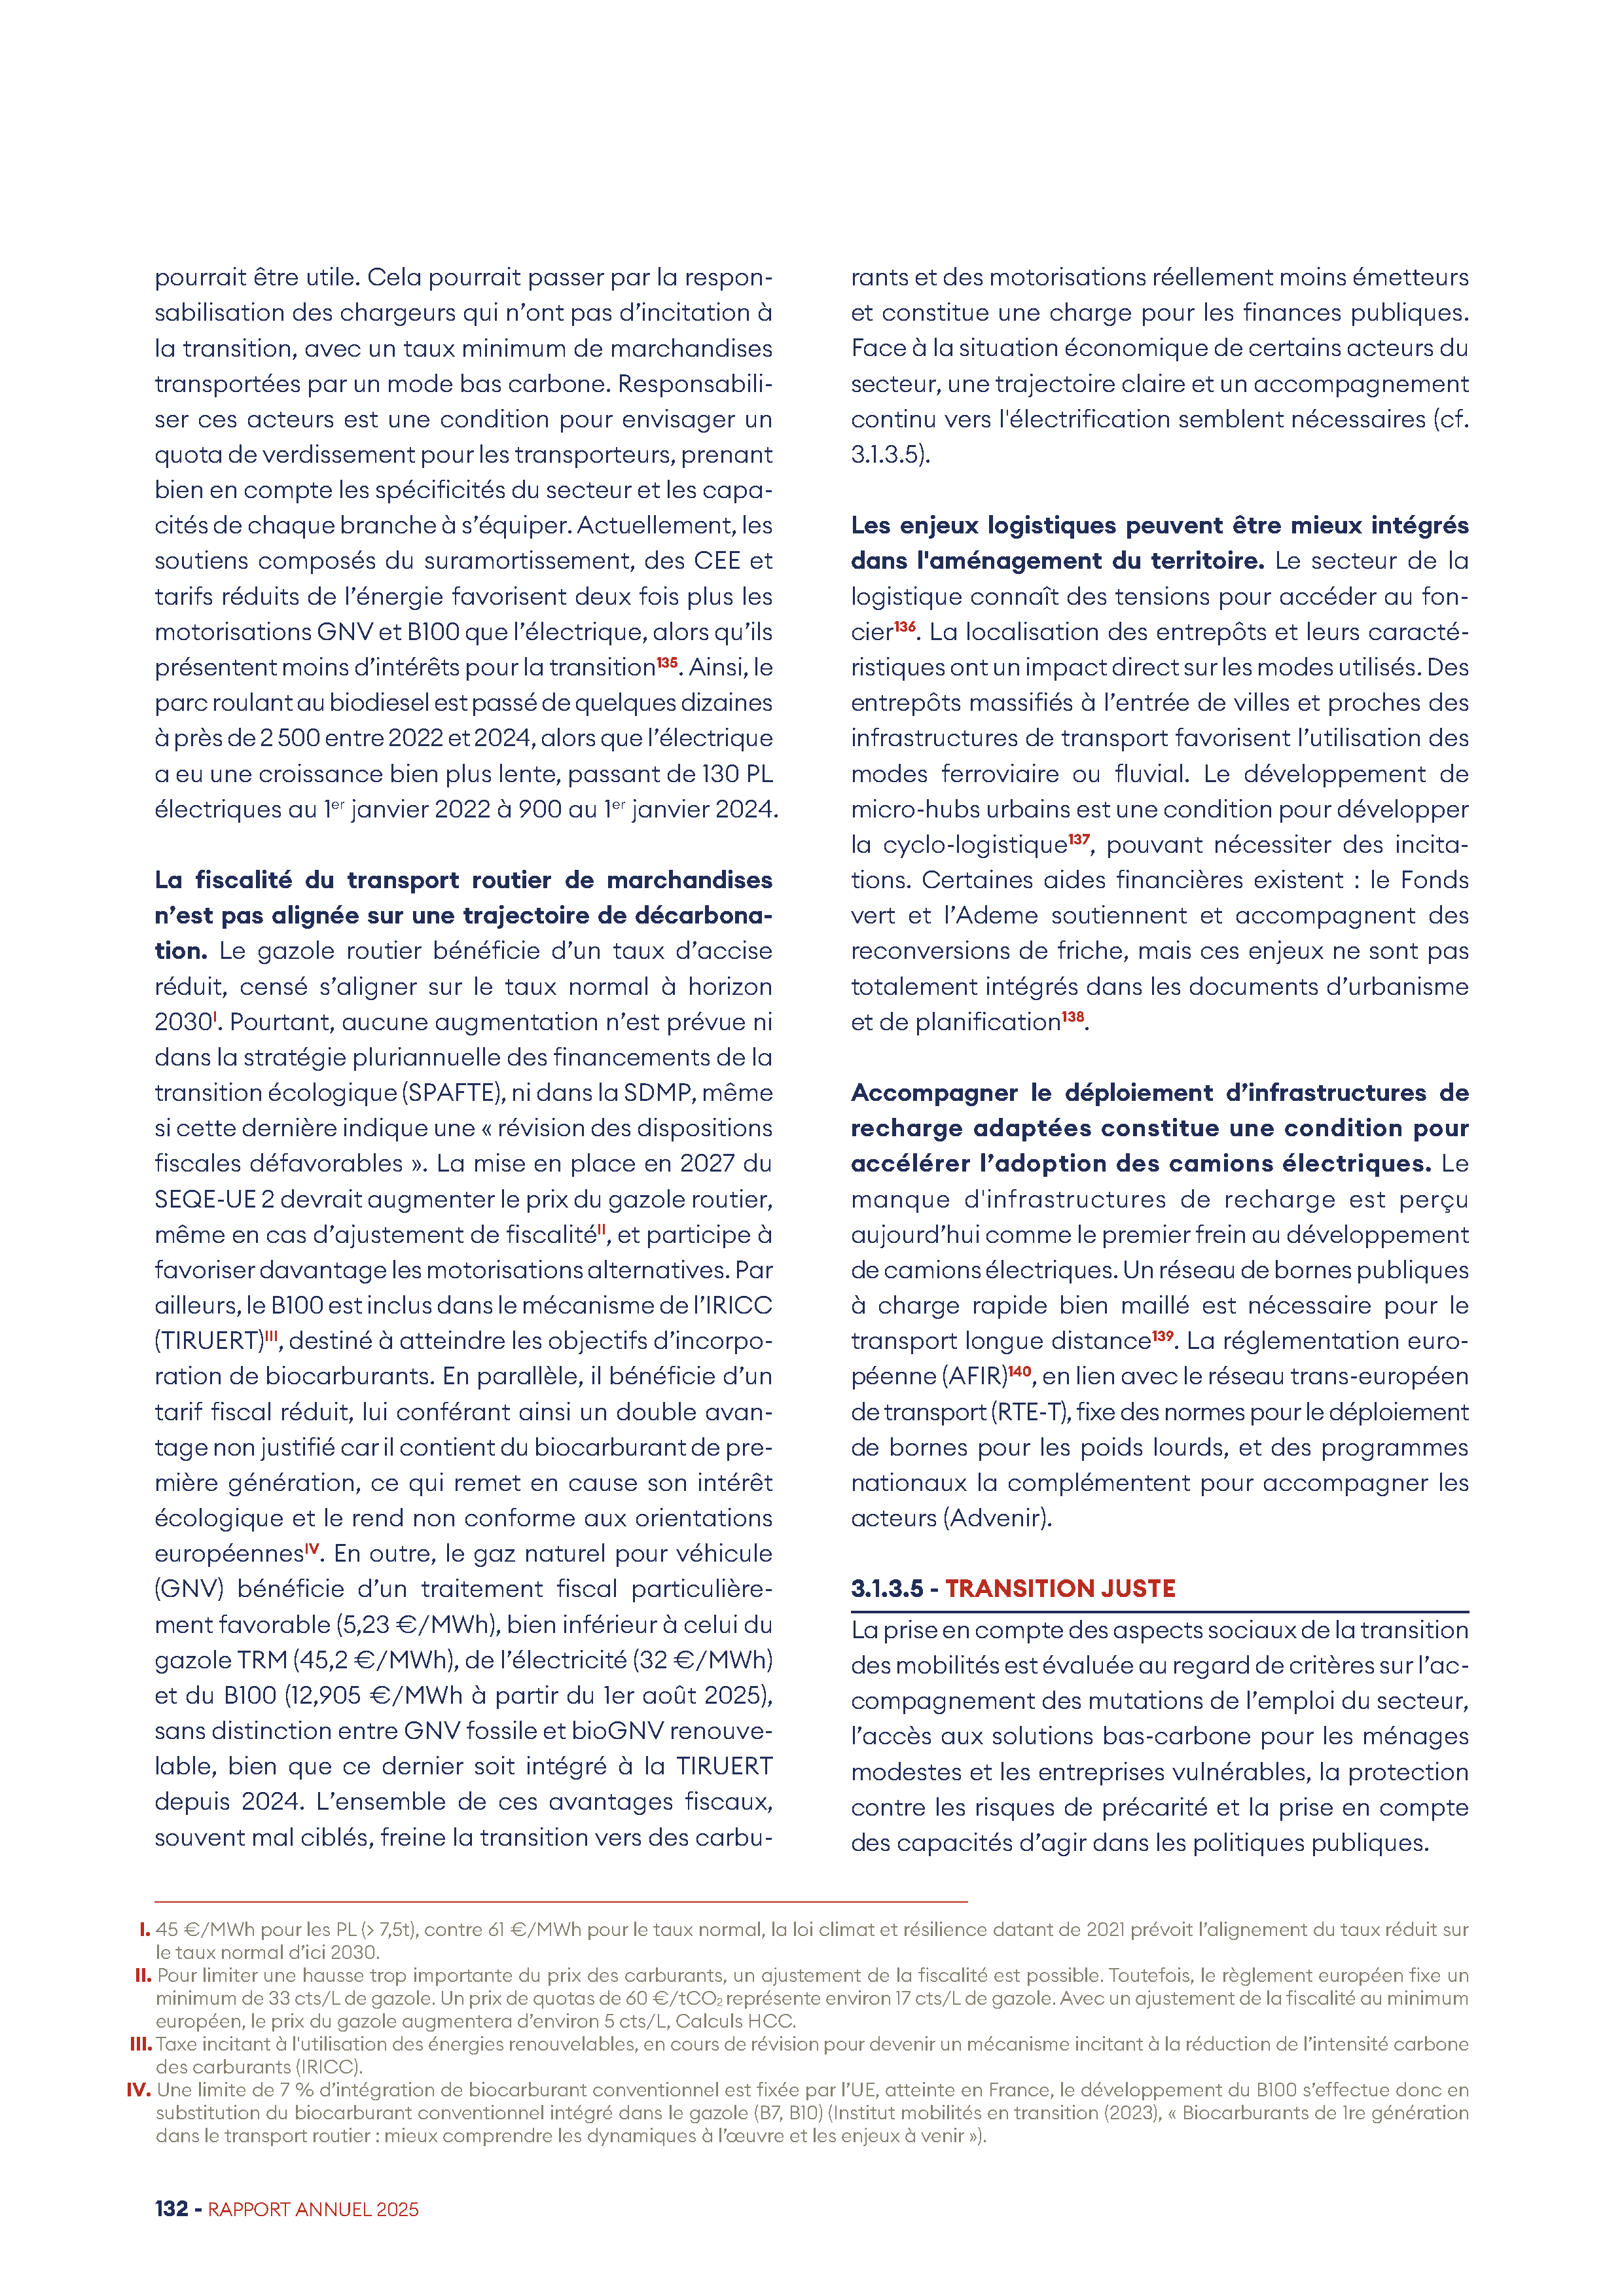 pourrait être utile. Cela pourrait passer par la respon-
sabilisation des chargeurs qui n’ont pas d’incitation à
la transition, avec un taux minimum de marchandises
transportées par un mode bas carbone. Responsabili-
ser ces acteurs est une condition pour envisager un
quota de verdissement pour les transporteurs, prenant
bien en compte les spécificités du secteur et les capa-
cités de chaque branche à s’équiper. Actuellement, les
soutiens composés du suramortissement, des CEE et
tarifs réduits de l’énergie favorisent deux fois plus les
motorisations GNV et B100 que l’électrique, alors qu’ils
présentent moins d’intérêts pour la transition135. Ainsi, le
parc roulant au biodiesel est passé de quelques dizaines
à près de 2 500 entre 2022 et 2024, alors que l’électrique
a eu une croissance bien plus lente, passant de 130 PL
électriques au 1er janvier 2022 à 900 au 1er janvier 2024.
La fiscalité du transport routier de marchandises
n’est pas alignée sur une trajectoire de décarbona-
tion. Le gazole routier bénéficie d’un taux d’accise
réduit, censé s’aligner sur le taux normal à horizon
2030I. Pourtant, aucune augmentation n’est prévue ni
dans la stratégie pluriannuelle des financements de la
transition écologique (SPAFTE), ni dans la SDMP, même
si cette dernière indique une « révision des dispositions
fiscales défavorables ». La mise en place en 2027 du
SEQE-UE 2 devrait augmenter le prix du gazole routier,
même en cas d’ajustement de fiscalitéII, et participe à
favoriser davantage les motorisations alternatives. Par
ailleurs, le B100 est inclus dans le mécanisme de l’IRICC
(TIRUERT)III, destiné à atteindre les objectifs d’incorpo-
ration de biocarburants. En parallèle, il bénéficie d’un
tarif fiscal réduit, lui conférant ainsi un double avan-
tage non justifié car il contient du biocarburant de pre-
mière génération, ce qui remet en cause son intérêt
écologique et le rend non conforme aux orientations
européennesIV. En outre, le gaz naturel pour véhicule
(GNV) bénéficie d’un traitement fiscal particulière-
ment favorable (5,23 €/MWh), bien inférieur à celui du
gazole TRM (45,2 €/MWh), de l’électricité (32 €/MWh)
et du B100 (12,905 €/MWh à partir du 1er août 2025),
sans distinction entre GNV fossile et bioGNV renouve-
lable, bien que ce dernier soit intégré à la TIRUERT
depuis 2024. L’ensemble de ces avantages fiscaux,
souvent mal ciblés, freine la transition vers des carbu-
rants et des motorisations réellement moins émetteurs
et constitue une charge pour les finances publiques.
Face à la situation économique de certains acteurs du
secteur, une trajectoire claire et un accompagnement
continu vers l'électrification semblent nécessaires (cf.
3.1.3.5).
Les enjeux logistiques peuvent être mieux intégrés
dans l'aménagement du territoire. Le secteur de la
logistique connaît des tensions pour accéder au fon-
cier136. La localisation des entrepôts et leurs caracté-
ristiques ont un impact direct sur les modes utilisés. Des
entrepôts massifiés à l’entrée de villes et proches des
infrastructures de transport favorisent l’utilisation des
modes ferroviaire ou fluvial. Le développement de
micro-hubs urbains est une condition pour développer
la cyclo-logistique137, pouvant nécessiter des incita-
tions. Certaines aides financières existent : le Fonds
vert et l’Ademe soutiennent et accompagnent des
reconversions de friche, mais ces enjeux ne sont pas
totalement intégrés dans les documents d’urbanisme
et de planification138.
Accompagner le déploiement d’infrastructures de
recharge adaptées constitue une condition pour
accélérer l’adoption des camions électriques. Le
manque d'infrastructures de recharge est perçu
aujourd’hui comme le premier frein au développement
de camions électriques. Un réseau de bornes publiques
à charge rapide bien maillé est nécessaire pour le
transport longue distance139. La réglementation euro-
péenne (AFIR)140, en lien avec le réseau trans-européen
de transport (RTE-T), fixe des normes pour le déploiement
de bornes pour les poids lourds, et des programmes
nationaux la complémentent pour accompagner les
acteurs (Advenir).
3.1.3.5 - TRANSITION JUSTE
La prise en compte des aspects sociaux de la transition
des mobilités est évaluée au regard de critères sur l’ac-
compagnement des mutations de l’emploi du secteur,
l’accès aux solutions bas-carbone pour les ménages
modestes et les entreprises vulnérables, la protection
contre les risques de précarité et la prise en compte
des capacités d’agir dans les politiques publiques.
I. 45 €/MWh pour les PL (> 7,5t), contre 61 €/MWh pour le taux normal, la loi climat et résilience datant de 2021 prévoit l’alignement du taux réduit sur
le taux normal d’ici 2030.
II. Pour limiter une hausse trop importante du prix des carburants, un ajustement de la fiscalité est possible. Toutefois, le règlement européen fixe un
minimum de 33 cts/L de gazole. Un prix de quotas de 60 €/tCO2 représente environ 17 cts/L de gazole. Avec un ajustement de la fiscalité au minimum
européen, le prix du gazole augmentera d’environ 5 cts/L, Calculs HCC.
III. Taxe incitant à l'utilisation des énergies renouvelables, en cours de révision pour devenir un mécanisme incitant à la réduction de l’intensité carbone
des carburants (IRICC).
IV. Une limite de 7 % d’intégration de biocarburant conventionnel est fixée par l’UE, atteinte en France, le développement du B100 s’effectue donc en
substitution du biocarburant conventionnel intégré dans le gazole (B7, B10) (Institut mobilités en transition (2023), « Biocarburants de 1re génération
dans le transport routier : mieux comprendre les dynamiques à l’œuvre et les enjeux à venir »).
132 - RAPPORT ANNUEL 2025